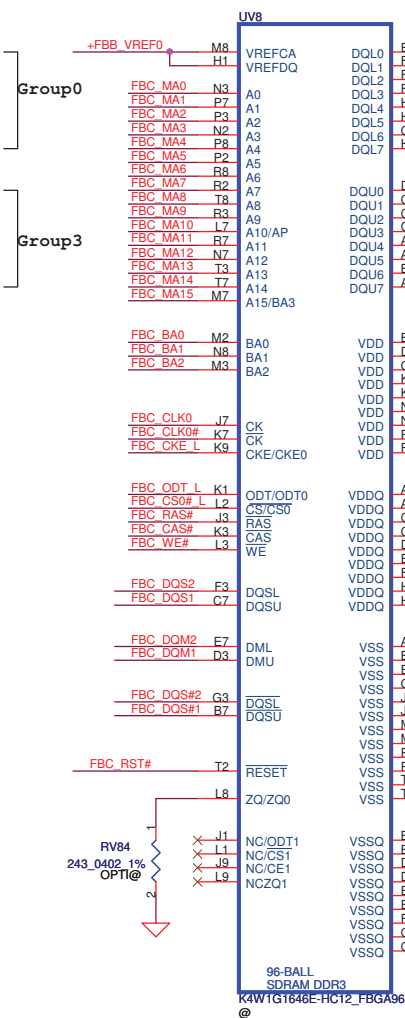 UV8
+FBB_VREF0 M8 VREFCA DQL0
H1 VREFDQ DQL1
DQL2
Group0
FBC_MA0 N3 A0 DQL3
FBC_MA1 P7 A1 DQL4
FBC_MA2 P3 A2 DQL5
FBC_MA3 N2 A3 DQL6
FBC_MA4 P8 A4 DQL7
FBC_MA5 P2 A5
FBC_MA6 R8 A6
FBC_MA7 R2 A7 DQU0
FBC_MA8 T8 A8 DQU1
FBC_MA9 R3 A9 DQU2
Group3
FBC_MA10 L7 A10/AP DQU3
FBC_MA11 R7 A11 DQU4
FBC_MA12 N7 A12 DQU5
FBC_MA13 T3 A13 DQU6
FBC_MA14 T7 A14 DQU7
FBC_MA15 M7 A15/BA3
FBC_BA0 M2 BA0 VDD
FBC_BA1 N8 BA1 VDD
FBC_BA2 M3 BA2 VDD
VDD
VDD
VDD
FBC_CLK0 J7 CK VDD
FBC_CLK0# K7 CK VDD
FBC_CKE_L K9 CKE/CKE0 VDD
FBC_ODT_L K1 ODT/ODT0 VDDQ
FBC_CS0#_L L2 CS/CS0 VDDQ
FBC_RAS# J3 RAS VDDQ
FBC_CAS# K3 CAS VDDQ
FBC_WE# L3 WE VDDQ
VDDQ
VDDQ
FBC_DQS2 F3 DQSL VDDQ
FBC_DQS1 C7 DQSU VDDQ
FBC_DQM2 E7 DML VSS
FBC_DQM1 D3 DMU VSS
VSS
VSS
FBC_DQS#2 G3 DQSL VSS
FBC_DQS#1 B7 DQSU VSS
VSS
VSS
VSS
FBC_RST# T2 RESET VSS
VSS
L8 ZQ/ZQ0 VSS
1
J1 NC/ODT1 VSSQ
RV84 L1 NC/CS1 VSSQ
243_0402_1% J9 NC/CE1 VSSQ
OPTI@ L9 NCZQ1 VSSQ
2
VSSQ
VSSQ
VSSQ
VSSQ
VSSQ
96-BALL
SDRAM DDR3
K4W1G1646E-HC12_FBGA96
@